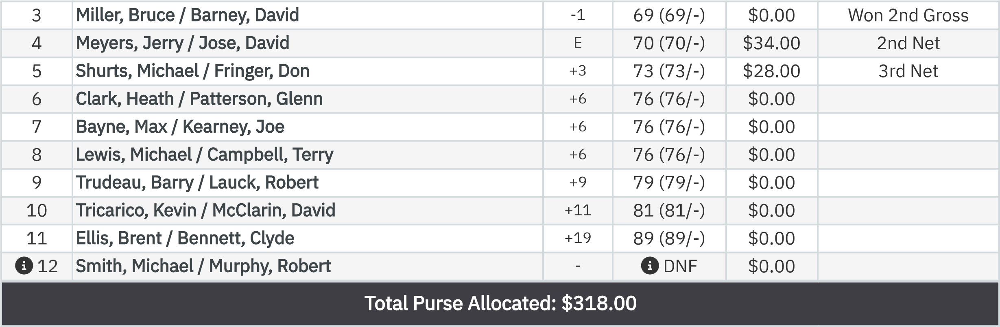 3 Miller, Bruce / Barney, David -1 69 (69/-) $0.00 Won 2nd Gross
4 Meyers, Jerry / Jose, David E 70 (70/-) $34.00 2nd Net
5 Shurts, Michael / Fringer, Don +3 73 (73/-) $28.00 3rd Net
6 Clark, Heath / Patterson, Glenn +6 76 (76/-) $0.00
7 Bayne, Max / Kearney, Joe +6 76 (76/-) $0.00
8 Lewis, Michael / Campbell, Terry +6 76 (76/-) $0.00
9 Trudeau, Barry / Lauck, Robert +9 79 (79/-) $0.00
10 Tricarico, Kevin / McClarin, David +11 81 (81/-) $0.00
11 Ellis, Brent / Bennett, Clyde +19 89 (89/-) $0.00
i 12 Smith, Michael / Murphy, Robert - i DNF $0.00
Total Purse Allocated: $318.00